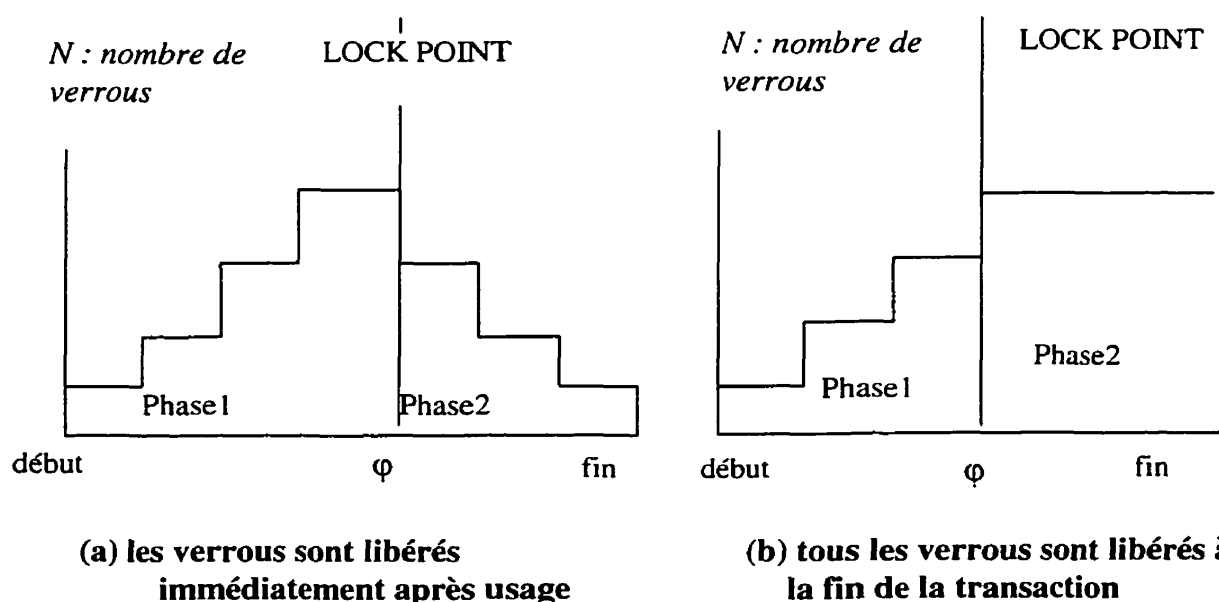 N : nombre de
verrous
LOCK POINT
Phase1
Phase2
début
φ
fin
(a) les verrous sont libérés
immédiatement après usage
N : nombre de
verrous
LOCK POINT
Phase1
Phase2
début
φ
fin
(b) tous les verrous sont libérés à
la fin de la transaction